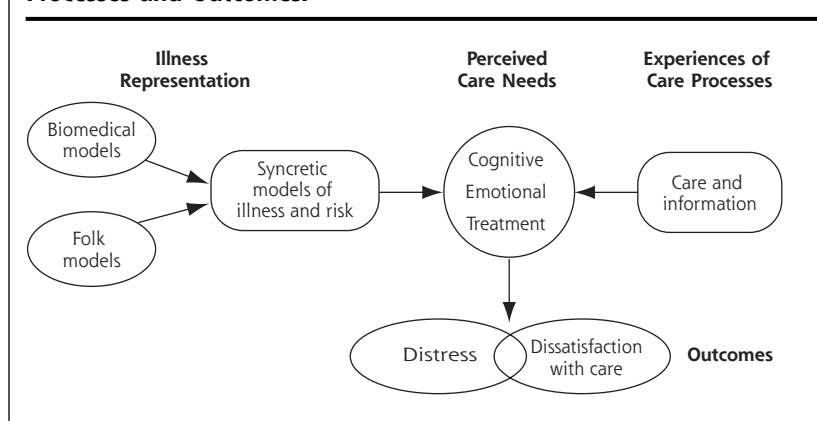 Processes and Outcomes.
Illness
Representation
Perceived
Care Needs
Experiences of
Care Processes
Biomedical
models
Folk
models
Syncretic
models of
illness and risk
Cognitive
Emotional
Treatment
Care and
information
Distress
Dissatisfaction
with care
Outcomes